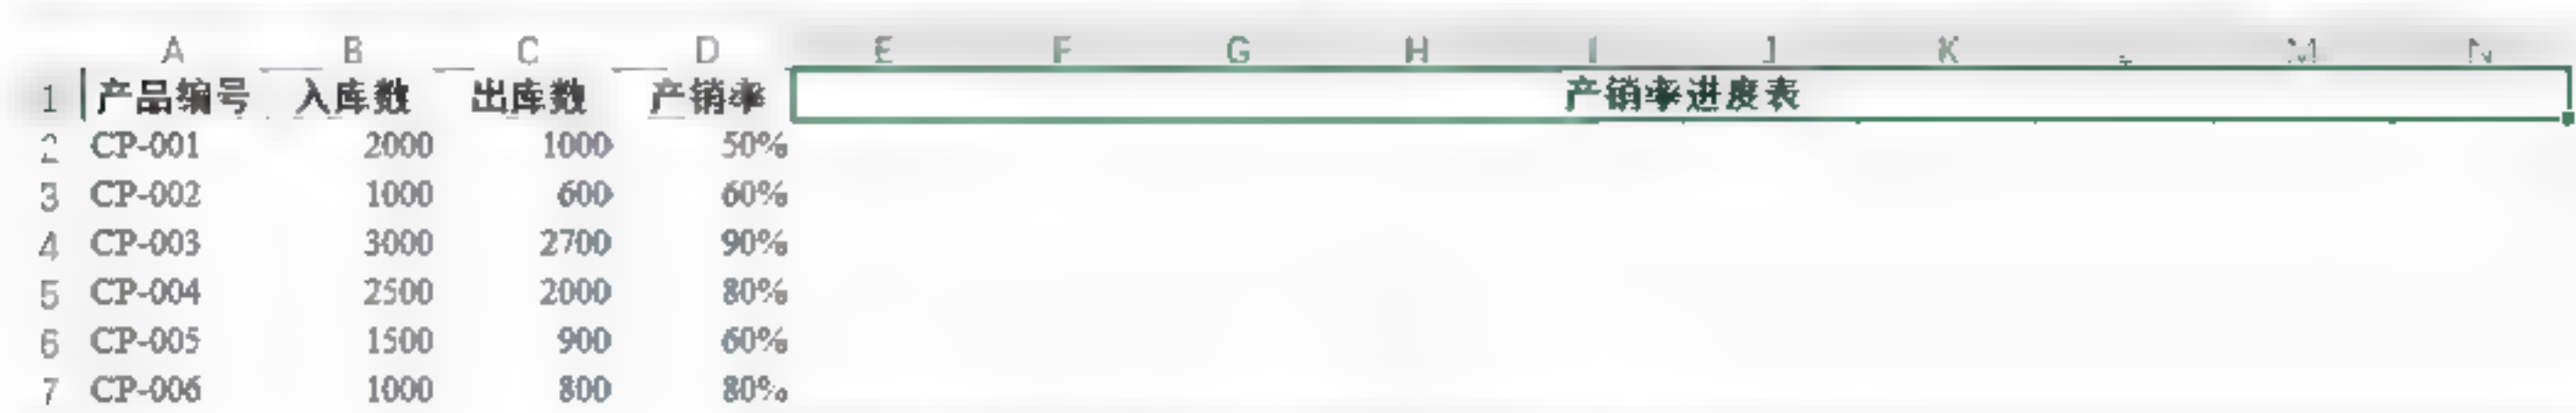 A B C D E F G H I J K M N
1 产品编号 入库数 出库数 产销率 产销率进度表
2 CP-001 2000 1000 50%
3 CP-002 1000 600 60%
4 CP-003 3000 2700 90%
5 CP-004 2500 2000 80%
6 CP-005 1500 900 60%
7 CP-006 1000 800 80%